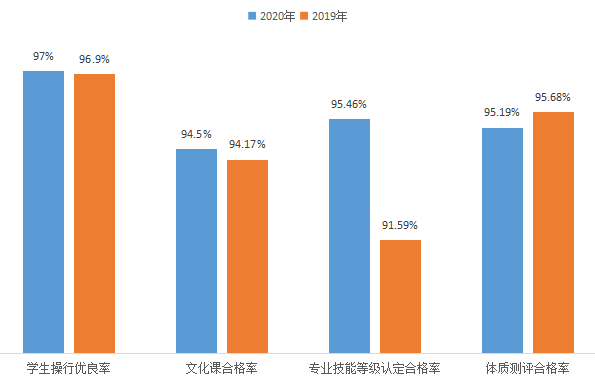 2020年 2019年
97% 96.9%
94.5% 94.17%
95.46% 91.59%
95.19% 95.68%
学生操行优良率 文化课合格率 专业技能等级认定合格率 体质测评合格率